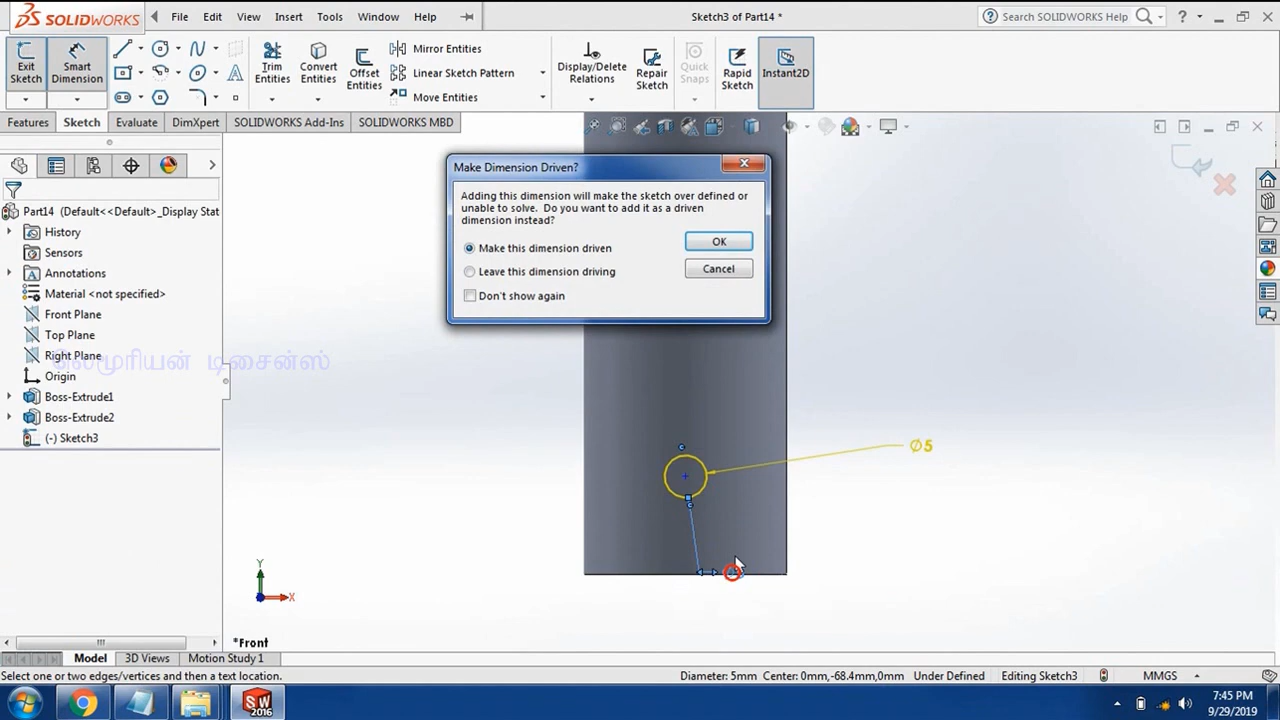 SOLIDWORKS
File Edit View Insert Tools Window Help
Sketch3 of Part14 *
Search SOLIDWORKS Help
Exit Sketch
Smart Dimension
Trim Entities
Convert Entities
Offset Entities
Mirror Entities
Linear Sketch Pattern
Move Entities
Display/Delete Relations
Repair Sketch
Quick Snaps
Rapid Sketch
Instant2D
Features Sketch Evaluate DimXpert SOLIDWORKS Add-Ins SOLIDWORKS MBD
Make Dimension Driven?
Adding this dimension will make the sketch over defined or
unable to solve. Do you want to add it as a driven
dimension instead?
Make this dimension driven
Leave this dimension driving
Don't show again
OK
Cancel
Part14 (Default<<Default>_Display Stat
History
Sensors
Annotations
Material <not specified>
Front Plane
Top Plane
Right Plane
லெமுரியன் டிசைன்ஸ்
Origin
Boss-Extrude1
Boss-Extrude2
(-) Sketch3
Ø5
Y
X
*Front
Model 3D Views Motion Study 1
Select one or two edges/vertices and then a text location.
Diameter: 5mm Center: 0mm,-68.4mm,0mm Under Defined Editing Sketch3 MMGS
SW
2016
7:45 PM
9/29/2019